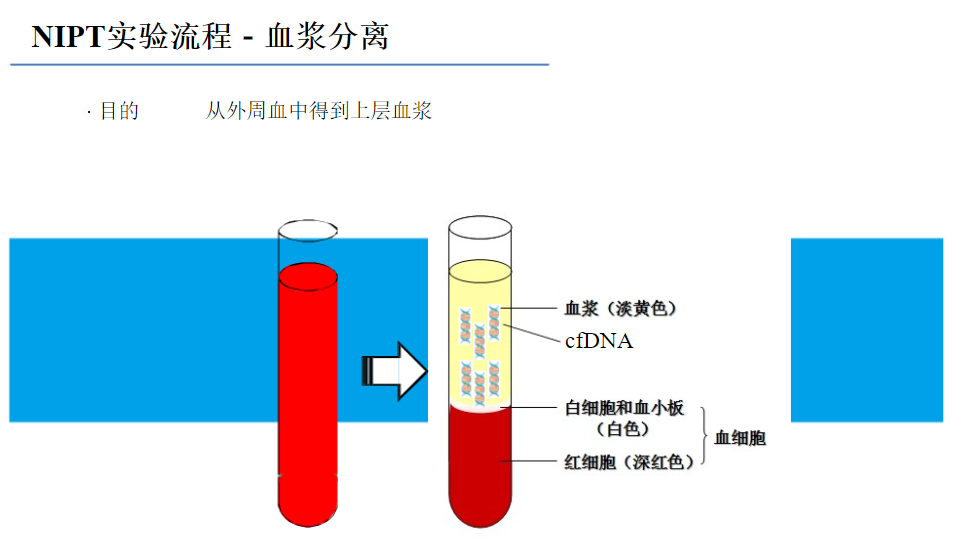 NIPT实验流程 - 血浆分离
· 目的 从外周血中得到上层血浆
血浆（淡黄色）
cfDNA
白细胞和血小板
（白色）
血细胞
红细胞（深红色）